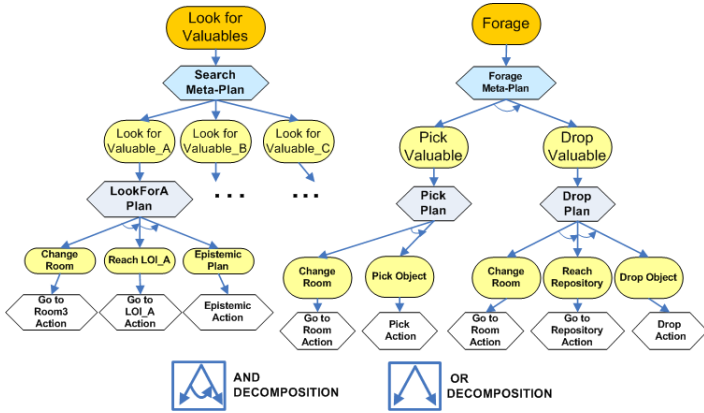 Look for
Valuables
Forage
Search
Meta-Plan
Forage
Meta-Plan
Look for
Valuable_A
Look for
Valuable_B
Look for
Valuable_C
Pick
Valuable
Drop
Valuable
LookForA
Plan
...
...
Pick
Plan
Drop
Plan
Change
Room
Reach LOI_A
Epistemic
Plan
Change
Room
Pick Object
Change
Room
Reach
Repository
Drop Object
Go to
Room3
Action
Go to
LOI_A
Action
Epistemic
Action
Go to
Room
Action
Pick
Action
Go to
Room
Action
Go to
Repository
Action
Drop
Action
AND
DECOMPOSITION
OR
DECOMPOSITION